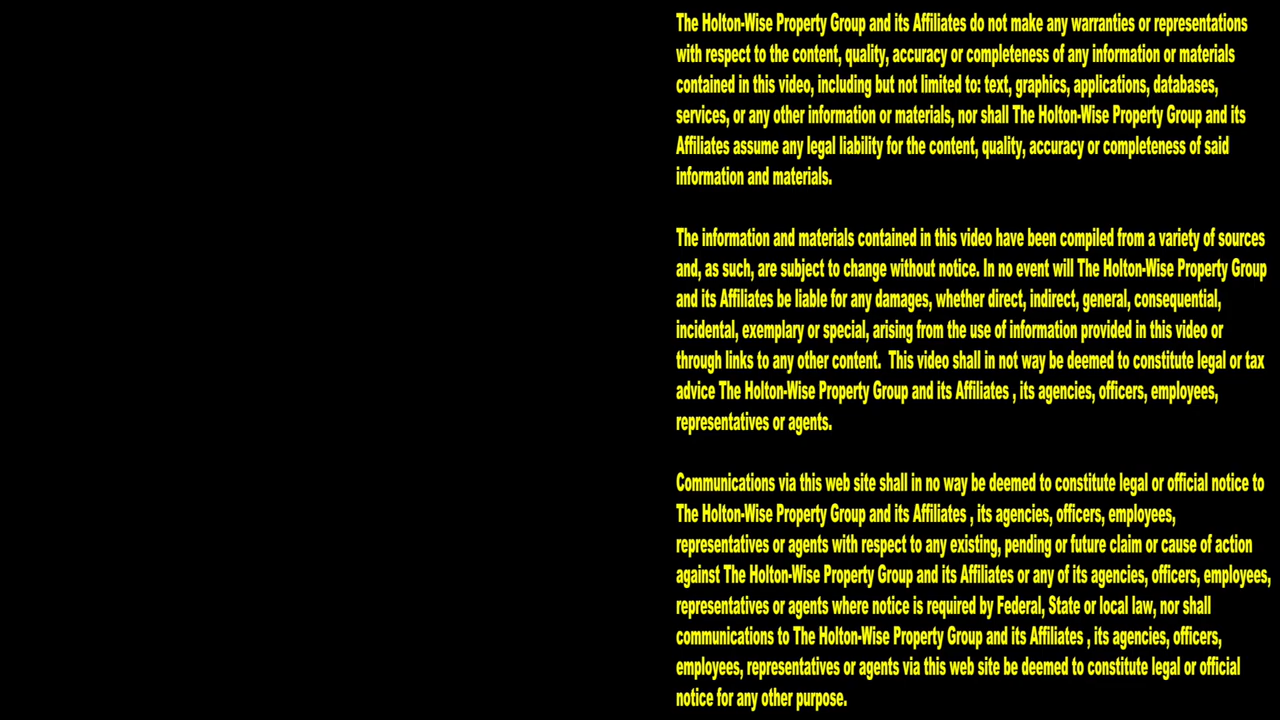 The Holton-Wise Property Group and its Affiliates do not make any warranties or representations
with respect to the content, quality, accuracy or completeness of any information or materials
contained in this video, including but not limited to: text, graphics, applications, databases,
services, or any other information or materials, nor shall The Holton-Wise Property Group and its
Affiliates assume any legal liability for the content, quality, accuracy or completeness of said
information and materials.
The information and materials contained in this video have been compiled from a variety of sources
and, as such, are subject to change without notice. In no event will The Holton-Wise Property Group
and its Affiliates be liable for any damages, whether direct, indirect, general, consequential,
incidental, exemplary or special, arising from the use of information provided in this video or
through links to any other content.  This video shall in not way be deemed to constitute legal or tax
advice The Holton-Wise Property Group and its Affiliates , its agencies, officers, employees,
representatives or agents.
Communications via this web site shall in no way be deemed to constitute legal or official notice to
The Holton-Wise Property Group and its Affiliates , its agencies, officers, employees,
representatives or agents with respect to any existing, pending or future claim or cause of action
against The Holton-Wise Property Group and its Affiliates or any of its agencies, officers, employees,
representatives or agents where notice is required by Federal, State or local law, nor shall
communications to The Holton-Wise Property Group and its Affiliates , its agencies, officers,
employees, representatives or agents via this web site be deemed to constitute legal or official
notice for any other purpose.